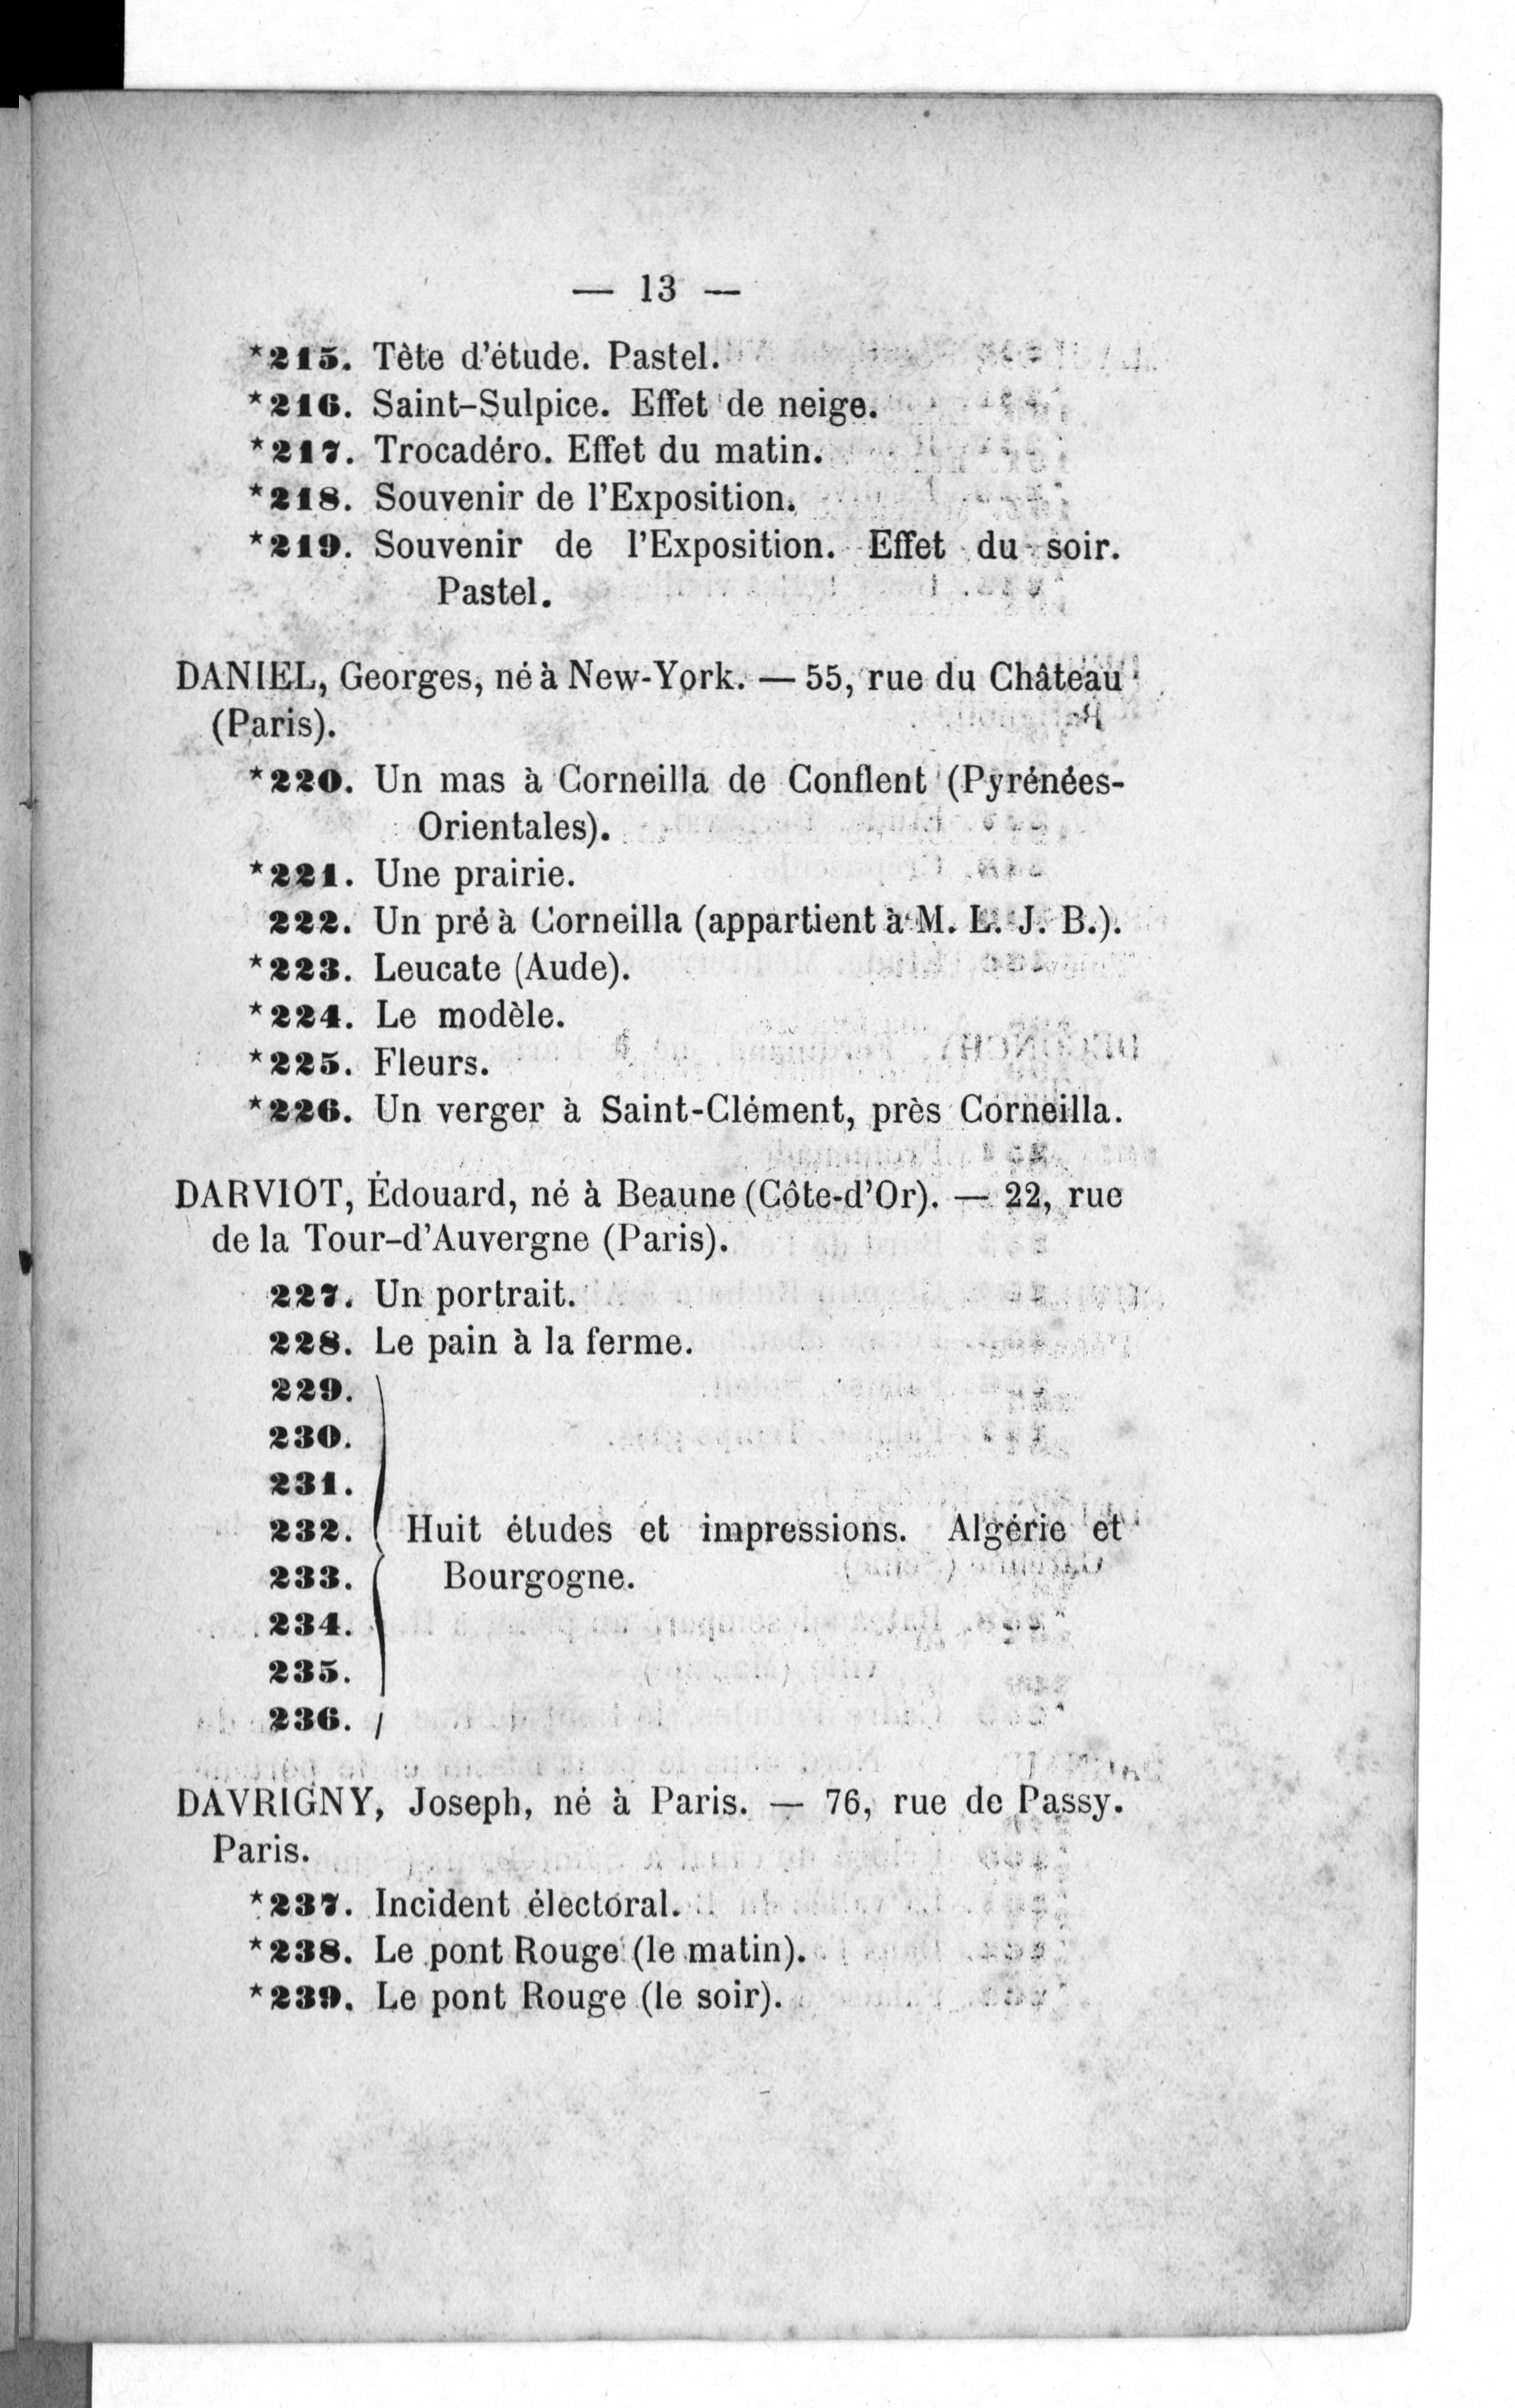 — 13 —
*215. Tête d'étude. Pastel.
*216. Saint-Sulpice. Effet de neige.
*217. Trocadéro. Effet du matin.
*218. Souvenir de l'Exposition.
*219. Souvenir de l'Exposition. Effet du soir.
Pastel.
DANIEL, Georges, né à New-York. — 55, rue du Château
(Paris).
*220. Un mas à Corneilla de Conflent (Pyrénées-
Orientales).
*221. Une prairie.
222. Un pré à Corneilla (appartient à M. L. J. B.).
*223. Leucate (Aude).
*224. Le modèle.
*225. Fleurs.
*226. Un verger à Saint-Clément, près Corneilla.
DARVIOT, Édouard, né à Beaune (Côte-d'Or). — 22, rue
de la Tour-d'Auvergne (Paris).
227. Un portrait.
228. Le pain à la ferme.
229.
230.
231.
232. Huit études et impressions. Algérie et
233. Bourgogne.
234.
235.
236.
DAVRIGNY, Joseph, né à Paris. — 76, rue de Passy.
Paris.
*237. Incident électoral.
*238. Le pont Rouge (le matin).
*239. Le pont Rouge (le soir).